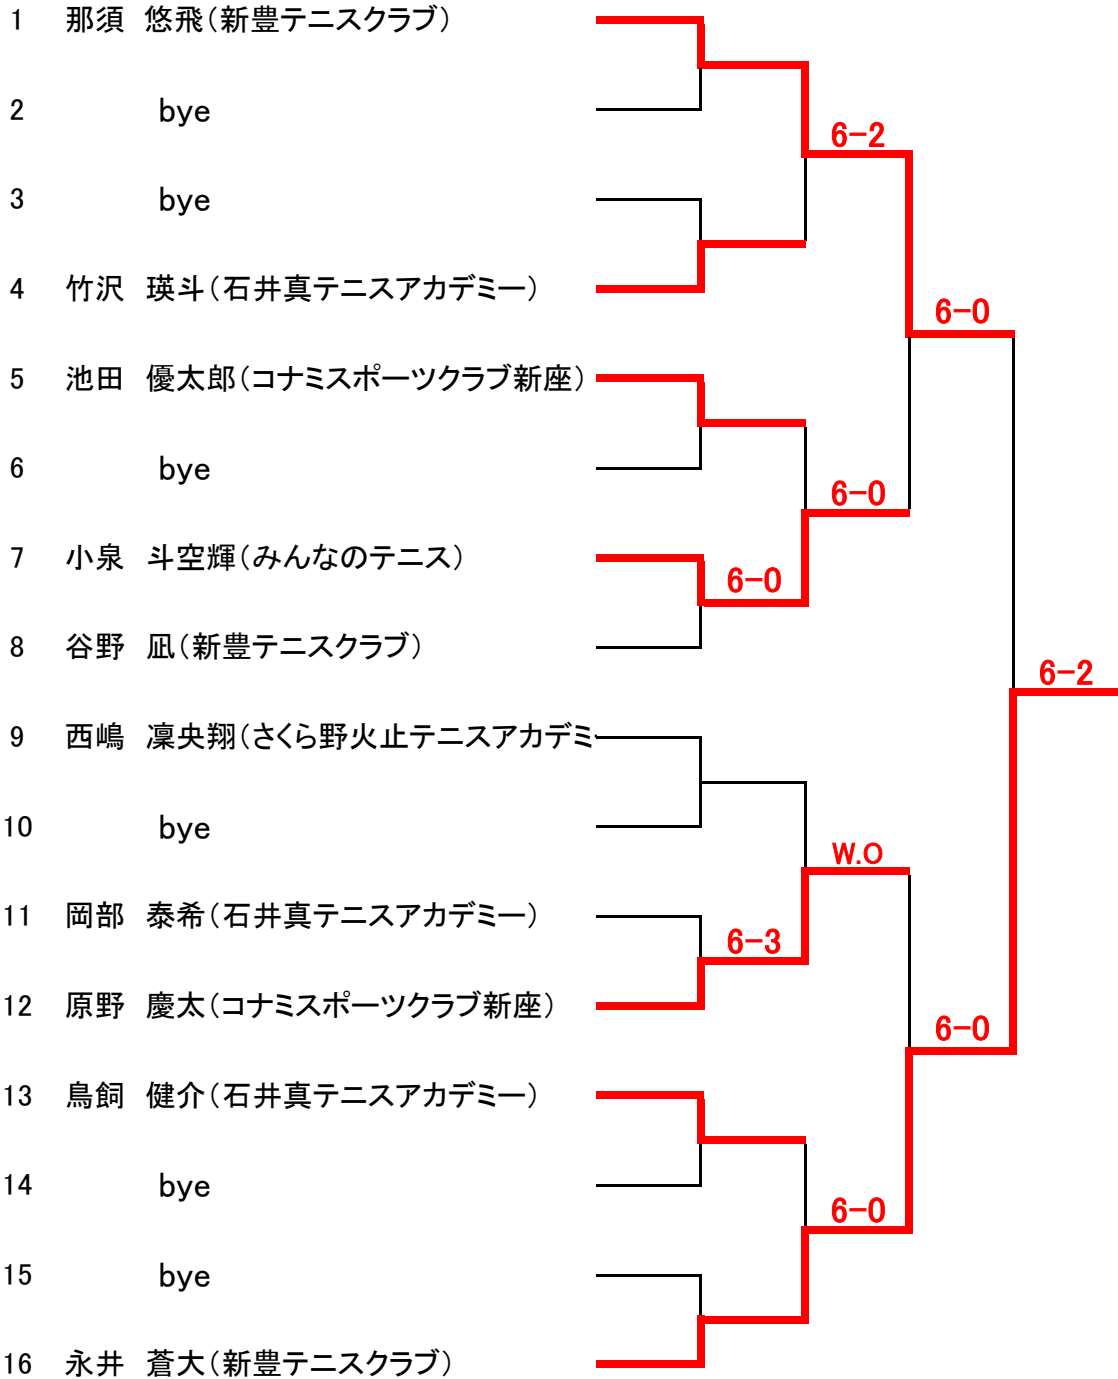 1 那須 悠飛(新豊テニスクラブ)
2 bye
6-2
3 bye
4 竹沢 瑛斗(石井真テニスアカデミー)
6-0
5 池田 優太郎(コナミスポーツクラブ新座)
6 bye
6-0
7 小泉 斗空輝(みんなのテニス)
6-0
8 谷野 凪(新豊テニスクラブ)
6-2
9 西嶋 凜央翔(さくら野火止テニスアカデミ
10 bye
W.O
11 岡部 泰希(石井真テニスアカデミー)
6-3
12 原野 慶太(コナミスポーツクラブ新座)
6-0
13 鳥飼 健介(石井真テニスアカデミー)
14 bye
6-0
15 bye
16 永井 蒼大(新豊テニスクラブ)